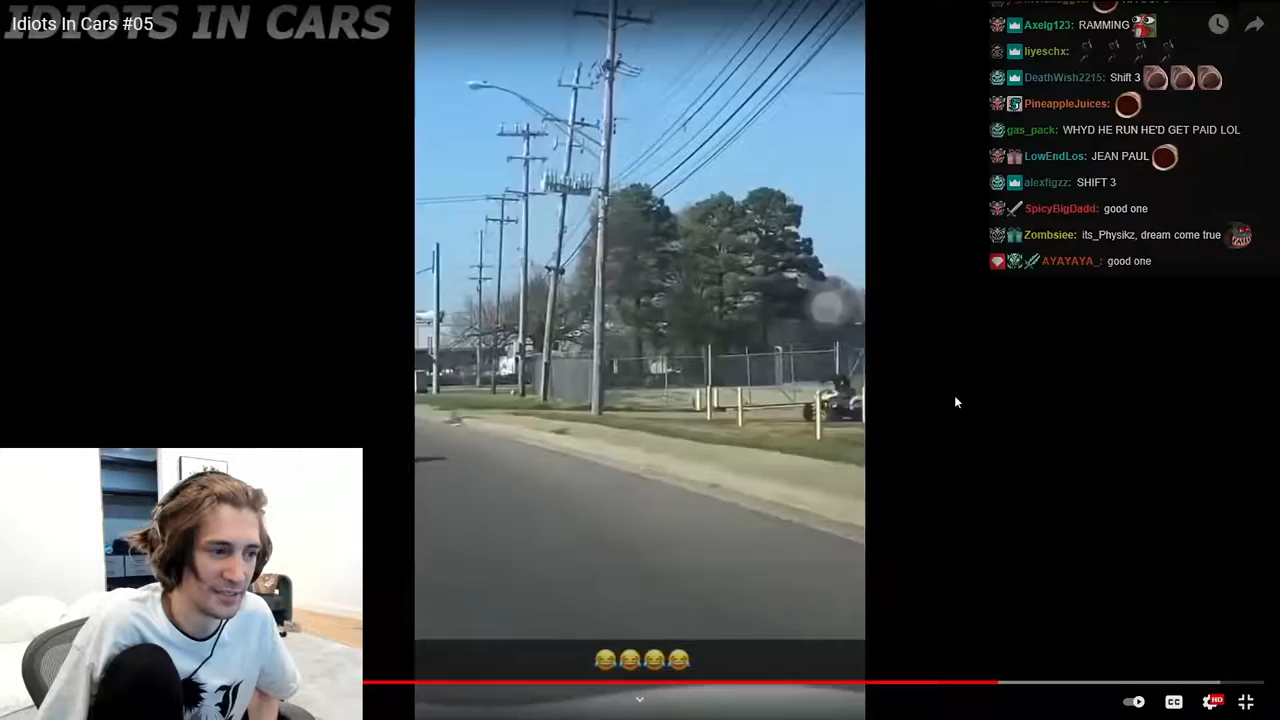 IDIOTS IN CARS
Idiots In Cars #05
Axelg123: RAMMING
liyeschx:
DeathWish2215: Shift 3
PineappleJuices:
gas_pack: WHYD HE RUN HE'D GET PAID LOL
LowEndLos: JEAN PAUL
alexfigzz: SHIFT 3
SpicyBigDadd: good one
Zombsiee: its_Physikz, dream come true
AYAYAYA_: good one
CC
HD